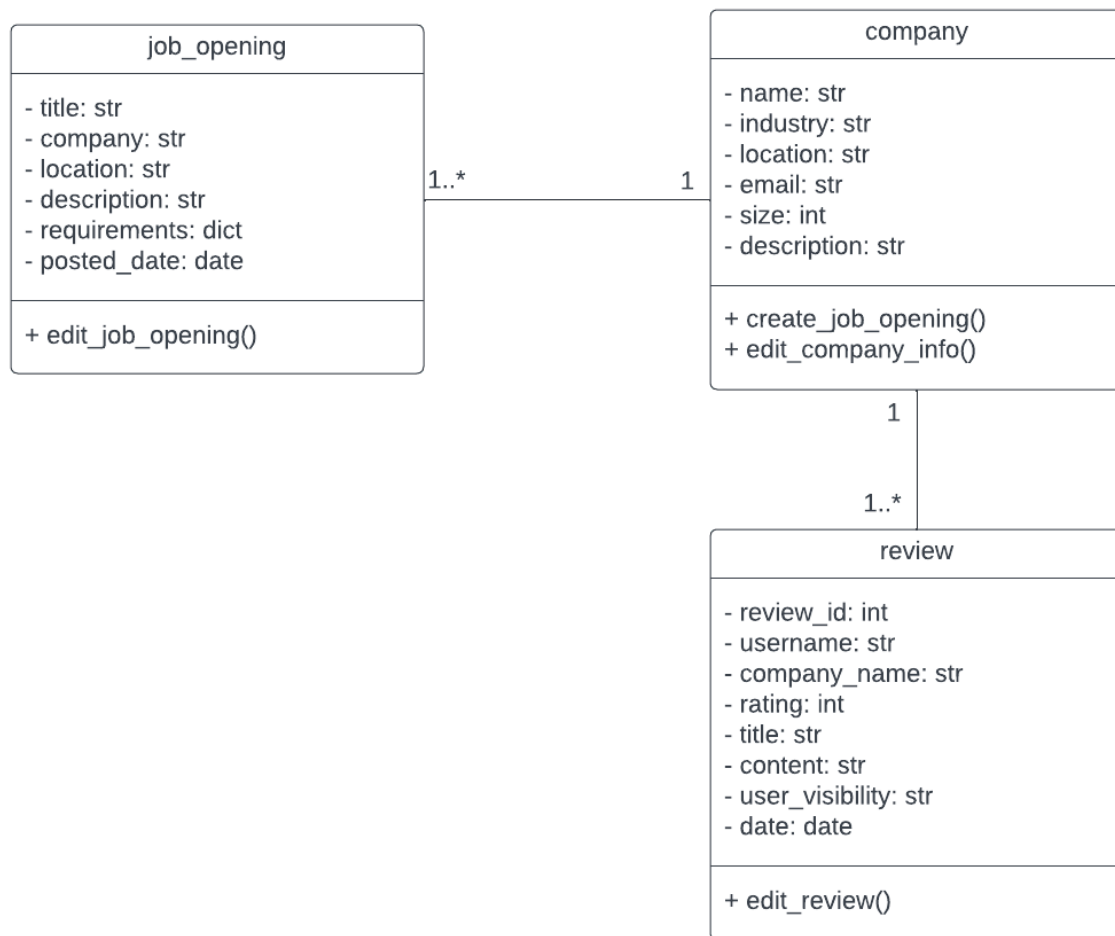 job_opening
- title: str
- company: str
- location: str
- description: str
- requirements: dict
- posted_date: date
+ edit_job_opening()
1..*
1
company
- name: str
- industry: str
- location: str
- email: str
- size: int
- description: str
+ create_job_opening()
+ edit_company_info()
1
1..*
review
- review_id: int
- username: str
- company_name: str
- rating: int
- title: str
- content: str
- user_visibility: str
- date: date
+ edit_review()